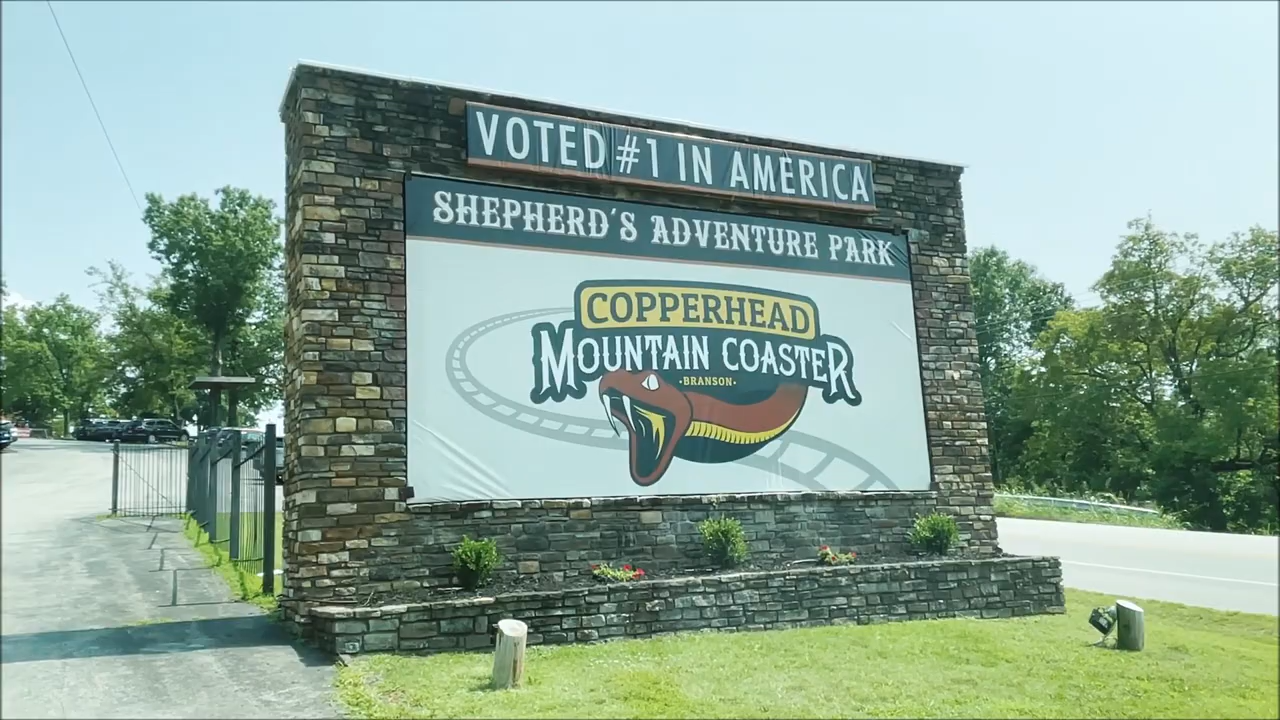 VOTED #1 IN AMERICA
SHEPHERD'S ADVENTURE PARK
COPPERHEAD
MOUNTAIN COASTER
·BRANSON·